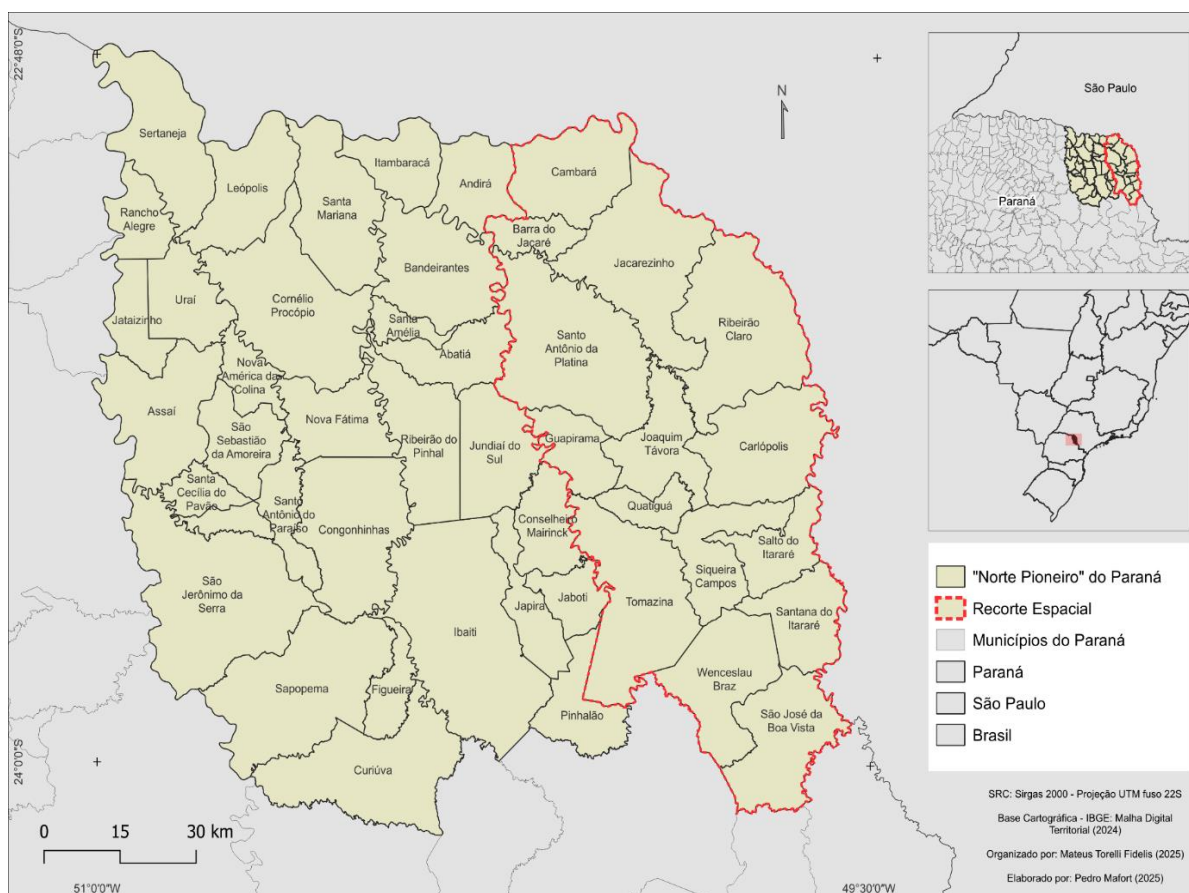 22°48'0"S
N
Sertaneja
Itambaracá
Cambará
Leópolis
Andirá
Santa
Mariana
Rancho
Alegre
Barra do
Jacaré
Jacarezinho
Bandeirantes
Uraí
Cornélio
Procópio
Jataizinho
Santa
Amélia
Abatiá
Santo
Antônio da
Platina
Ribeirão
Claro
Nova
América da
Colina
Assaí
Nova Fátima
São
Sebastião
da Amoreira
Ribeirão do
Pinhal
Jundiaí do
Sul
Guapirama
Joaquim
Távora
Carlópolis
Santa
Cecília do
Pavão
Santo
Antônio do
Paraíso
Congonhinhas
Conselheiro
Mairinck
Quatiguá
Salto do
Itararé
Siqueira
Campos
São
Jerônimo da
Serra
Ibaiti
Japira
Jaboti
Tomazina
Santana do
Itararé
Sapopema
Figueira
Wenceslau
Braz
Pinhalão
São José da
Boa Vista
Curiúva
24°0'0"S
0 15 30 km
51°0'0"W
49°30'0"W
São Paulo
Paraná
"Norte Pioneiro" do Paraná
Recorte Espacial
Municípios do Paraná
Paraná
São Paulo
Brasil
SRC: Sirgas 2000 - Projeção UTM fuso 22S
Base Cartográfica - IBGE: Malha Digital
Territorial (2024)
Organizado por: Mateus Torelli Fidelis (2025)
Elaborado por: Pedro Mafort (2025)